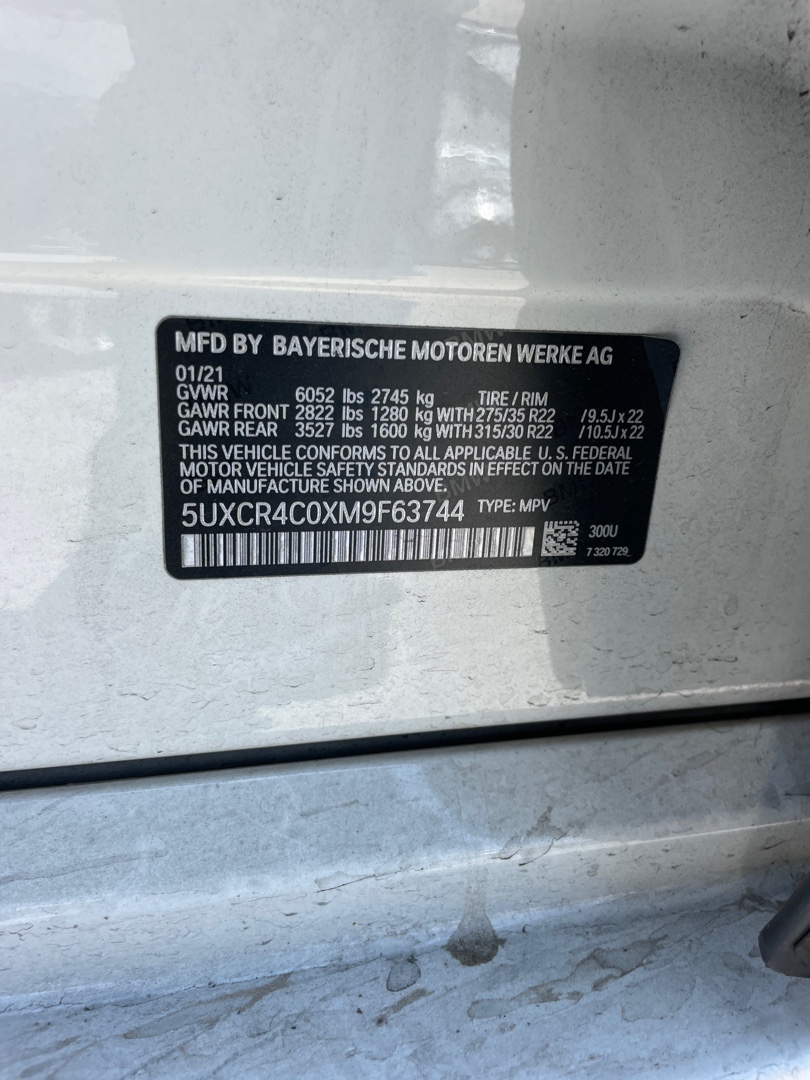 MFD BY BAYERISCHE MOTOREN WERKE AG
01/21
GVWR 6052 lbs 2745 kg TIRE / RIM
GAWR FRONT 2822 lbs 1280 kg WITH 275/35 R22 / 9.5J x 22
GAWR REAR 3527 lbs 1600 kg WITH 315/30 R22 / 10.5J x 22
THIS VEHICLE CONFORMS TO ALL APPLICABLE U. S. FEDERAL
MOTOR VEHICLE SAFETY STANDARDS IN EFFECT ON THE DATE
OF MANUFACTURE SHOWN ABOVE.
5UXCR4C0XM9F63744 TYPE: MPV
300U
7 320 729